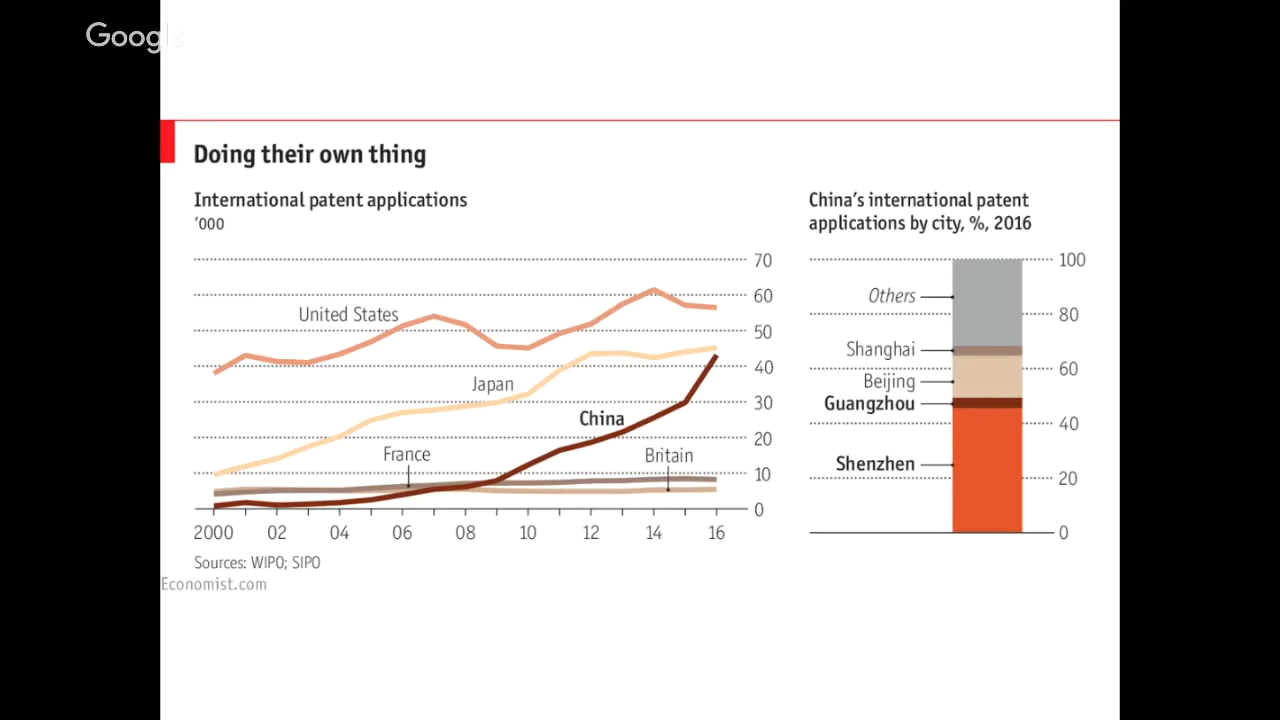 Google
Doing their own thing
International patent applications
'000
70
60
50
40
30
20
10
0
United States
Japan
China
France
Britain
2000 02 04 06 08 10 12 14 16
Sources: WIPO; SIPO
Economist.com
China's international patent
applications by city, %, 2016
100
80
60
40
20
0
Others
Shanghai
Beijing
Guangzhou
Shenzhen